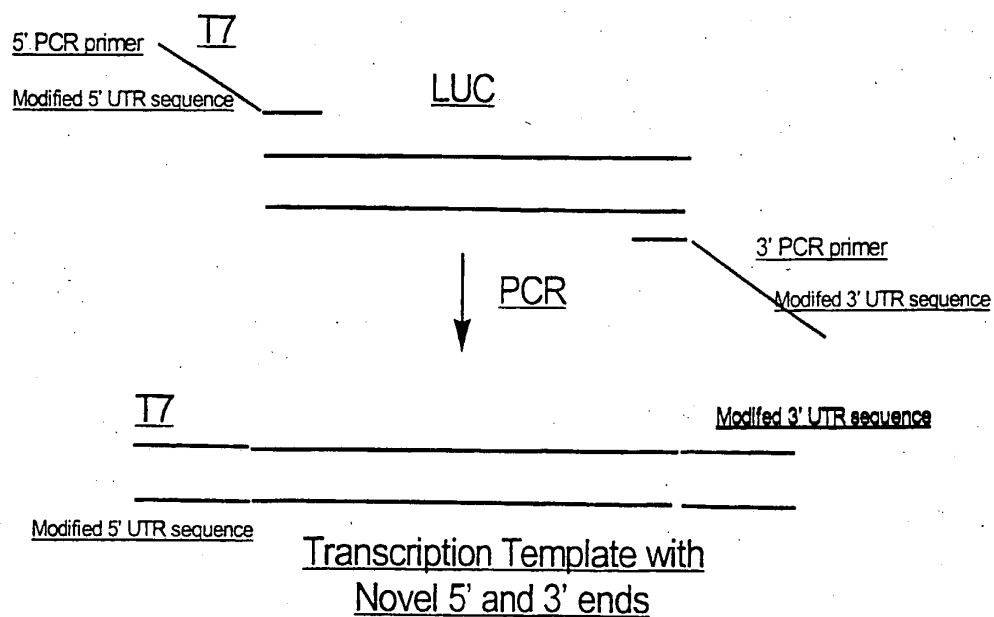 T7
5' PCR primer
Modified 5' UTR sequence
LUC
3' PCR primer
Modifed 3' UTR sequence
PCR
T7
Modifed 3' UTR sequence
Modified 5' UTR sequence
Transcription Template with
Novel 5' and 3' ends